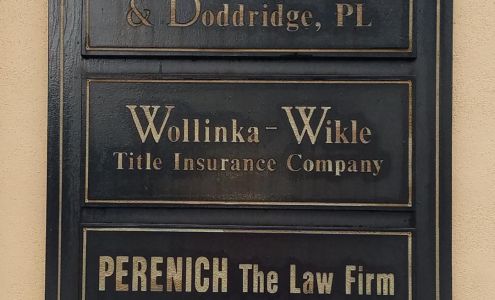 & Doddridge, PL
Wollinka-Wikle
Title Insurance Company
PERENICH The Law Firm